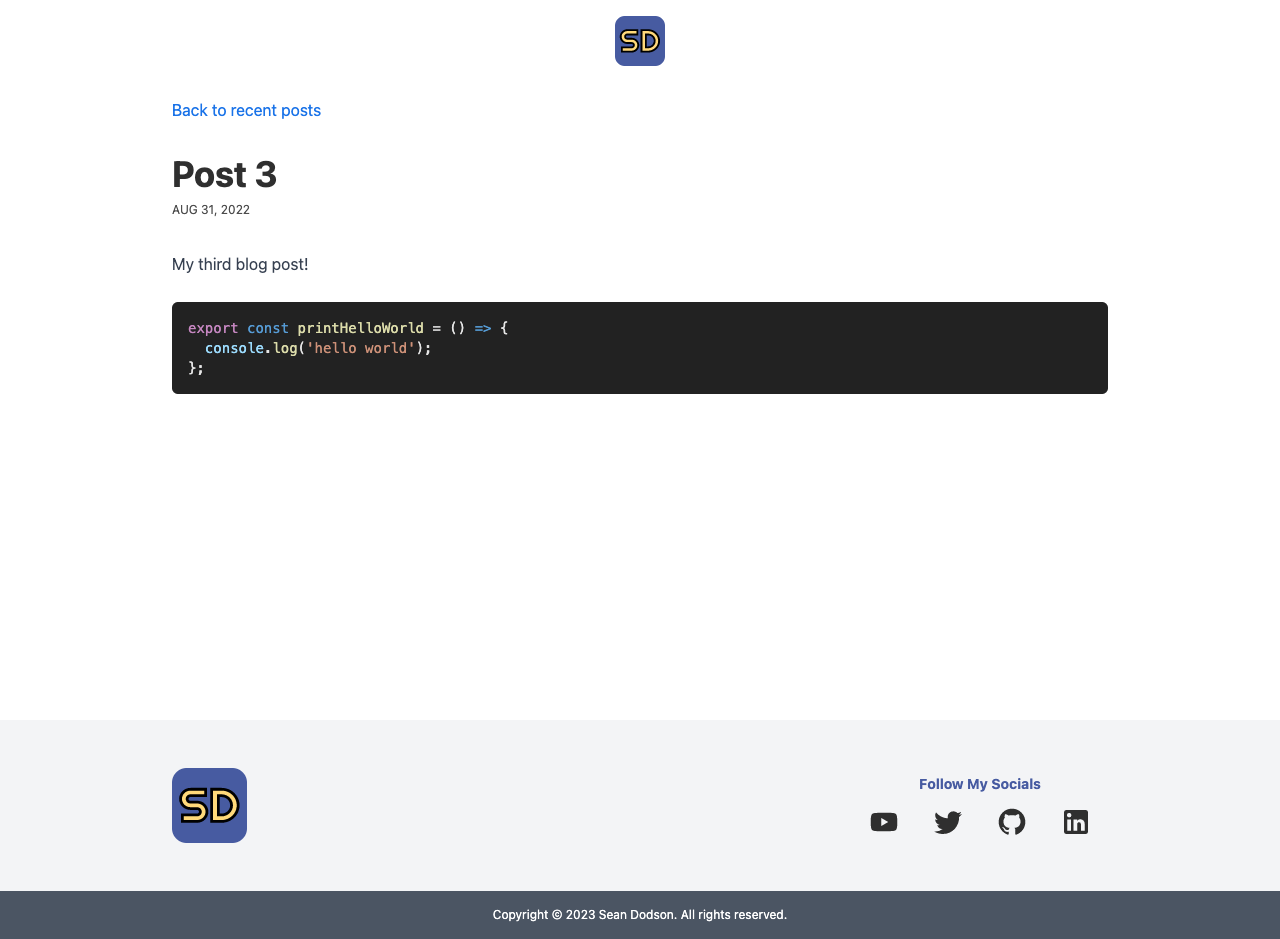 SD
Back to recent posts
Post 3
AUG 31, 2022
My third blog post!
export const printHelloWorld = () => {
  console.log('hello world');
};
SD
Follow My Socials
in
Copyright © 2023 Sean Dodson. All rights reserved.